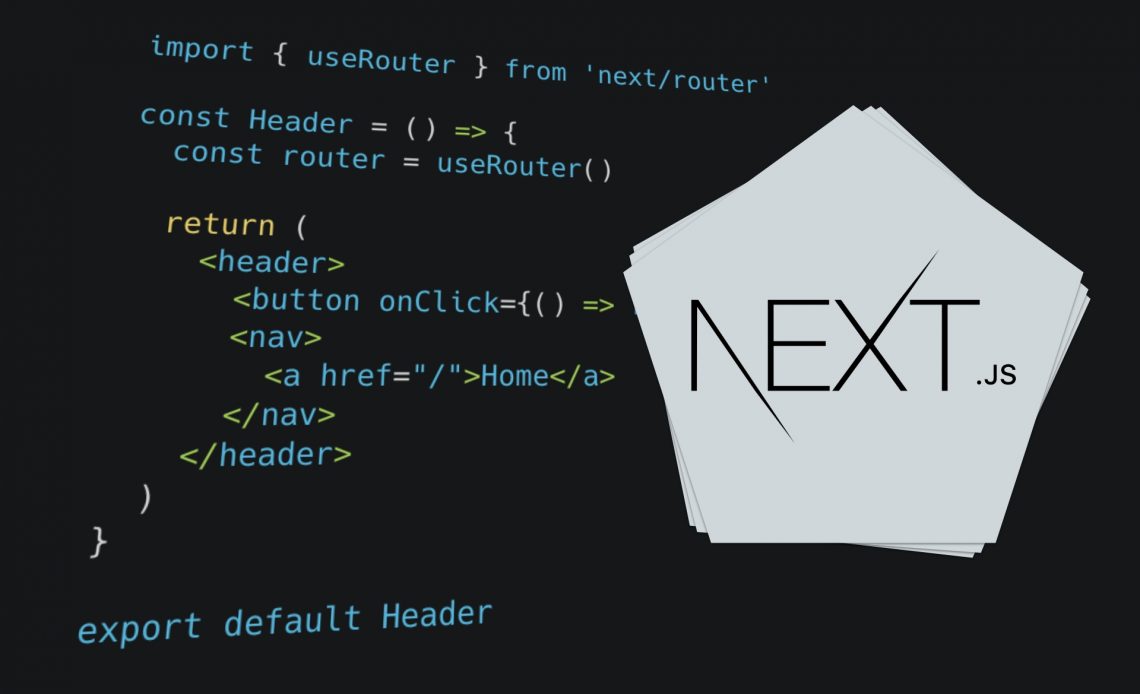 import { useRouter } from 'next/router'
const Header = () => {
const router = useRouter()
return (
<header>
<button onClick={() =>
<nav>
<a href="/">Home</a>
</nav>
</header>
)
}
export default Header
NEXT.JS